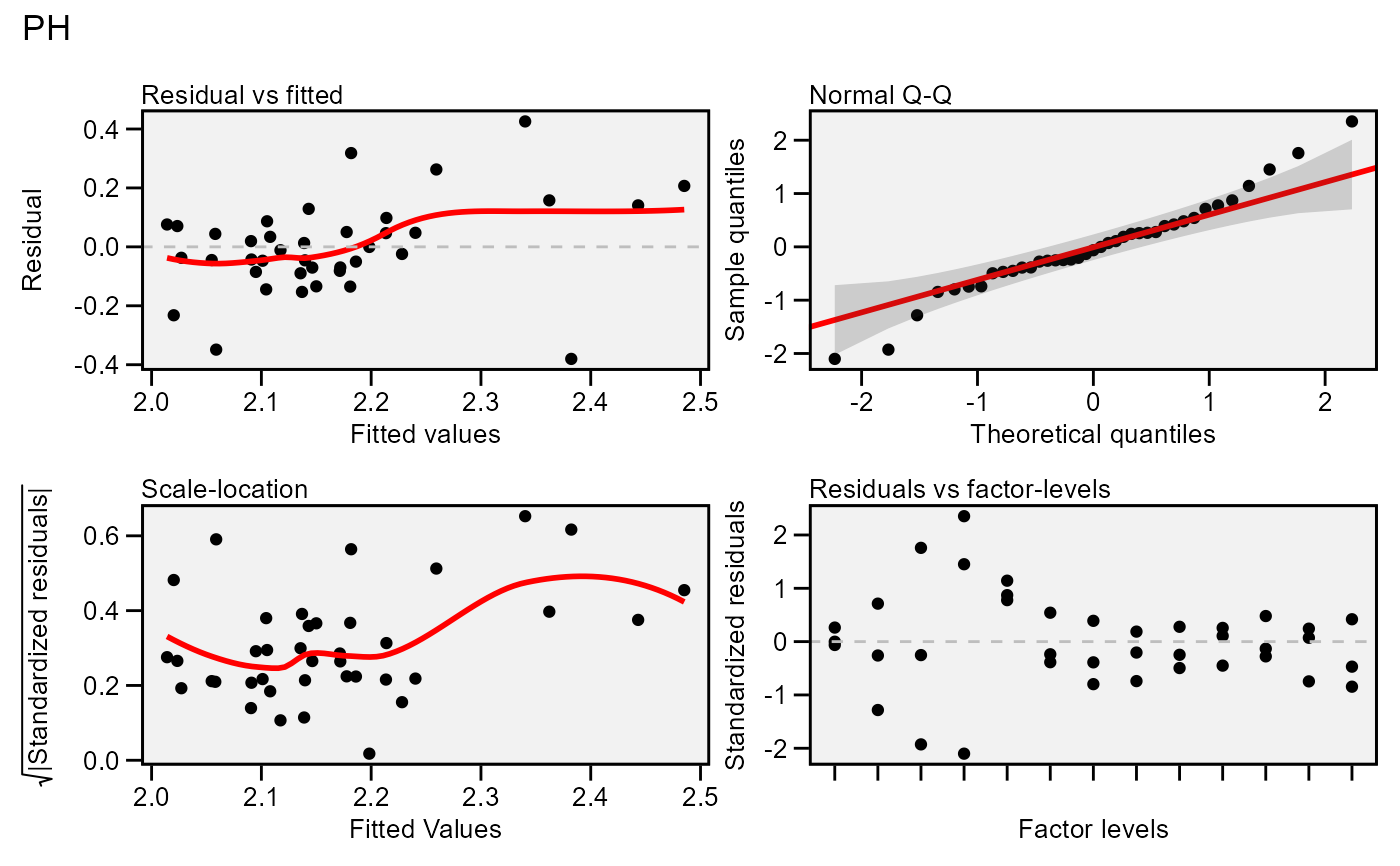 PH
Residual vs fitted
Residual
0.4
0.2
0.0
-0.2
-0.4
2.0 2.1 2.2 2.3 2.4 2.5
Fitted values
Normal Q-Q
Sample quantiles
2
1
0
-1
-2
-2 -1 0 1 2
Theoretical quantiles
Scale-location
√|Standardized residuals|
0.6
0.4
0.2
0.0
2.0 2.1 2.2 2.3 2.4 2.5
Fitted Values
Residuals vs factor-levels
Standardized residuals
2
1
0
-1
-2
Factor levels